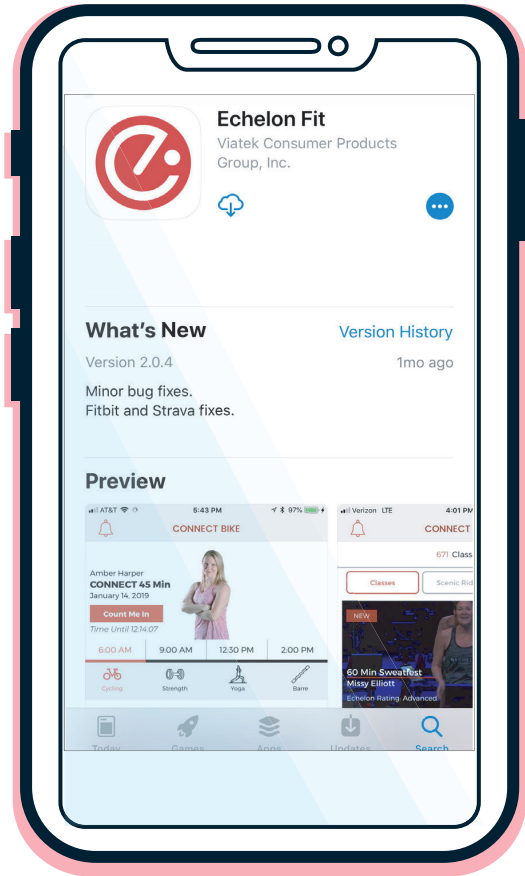 Echelon Fit
Viatek Consumer Products
Group, Inc.
What's New
Version History
Version 2.0.4
1mo ago
Minor bug fixes.
Fitbit and Strava fixes.
Preview
AT&T
5:43 PM
97%
CONNECT BIKE
Amber Harper
CONNECT 45 Min
January 14, 2019
Count Me In
Time Until 12:14:07
6:00 AM
9:00 AM
12:30 PM
2:00 PM
Cycling
Strength
Yoga
Barre
Verizon LTE
4:01 PM
CONNECT
671 Class
Classes
Scenic Rid
NEW
60 Min Sweatfest
Missy Elliott
Echelon Rating: Advanced
Today
Games
Apps
Updates
Search